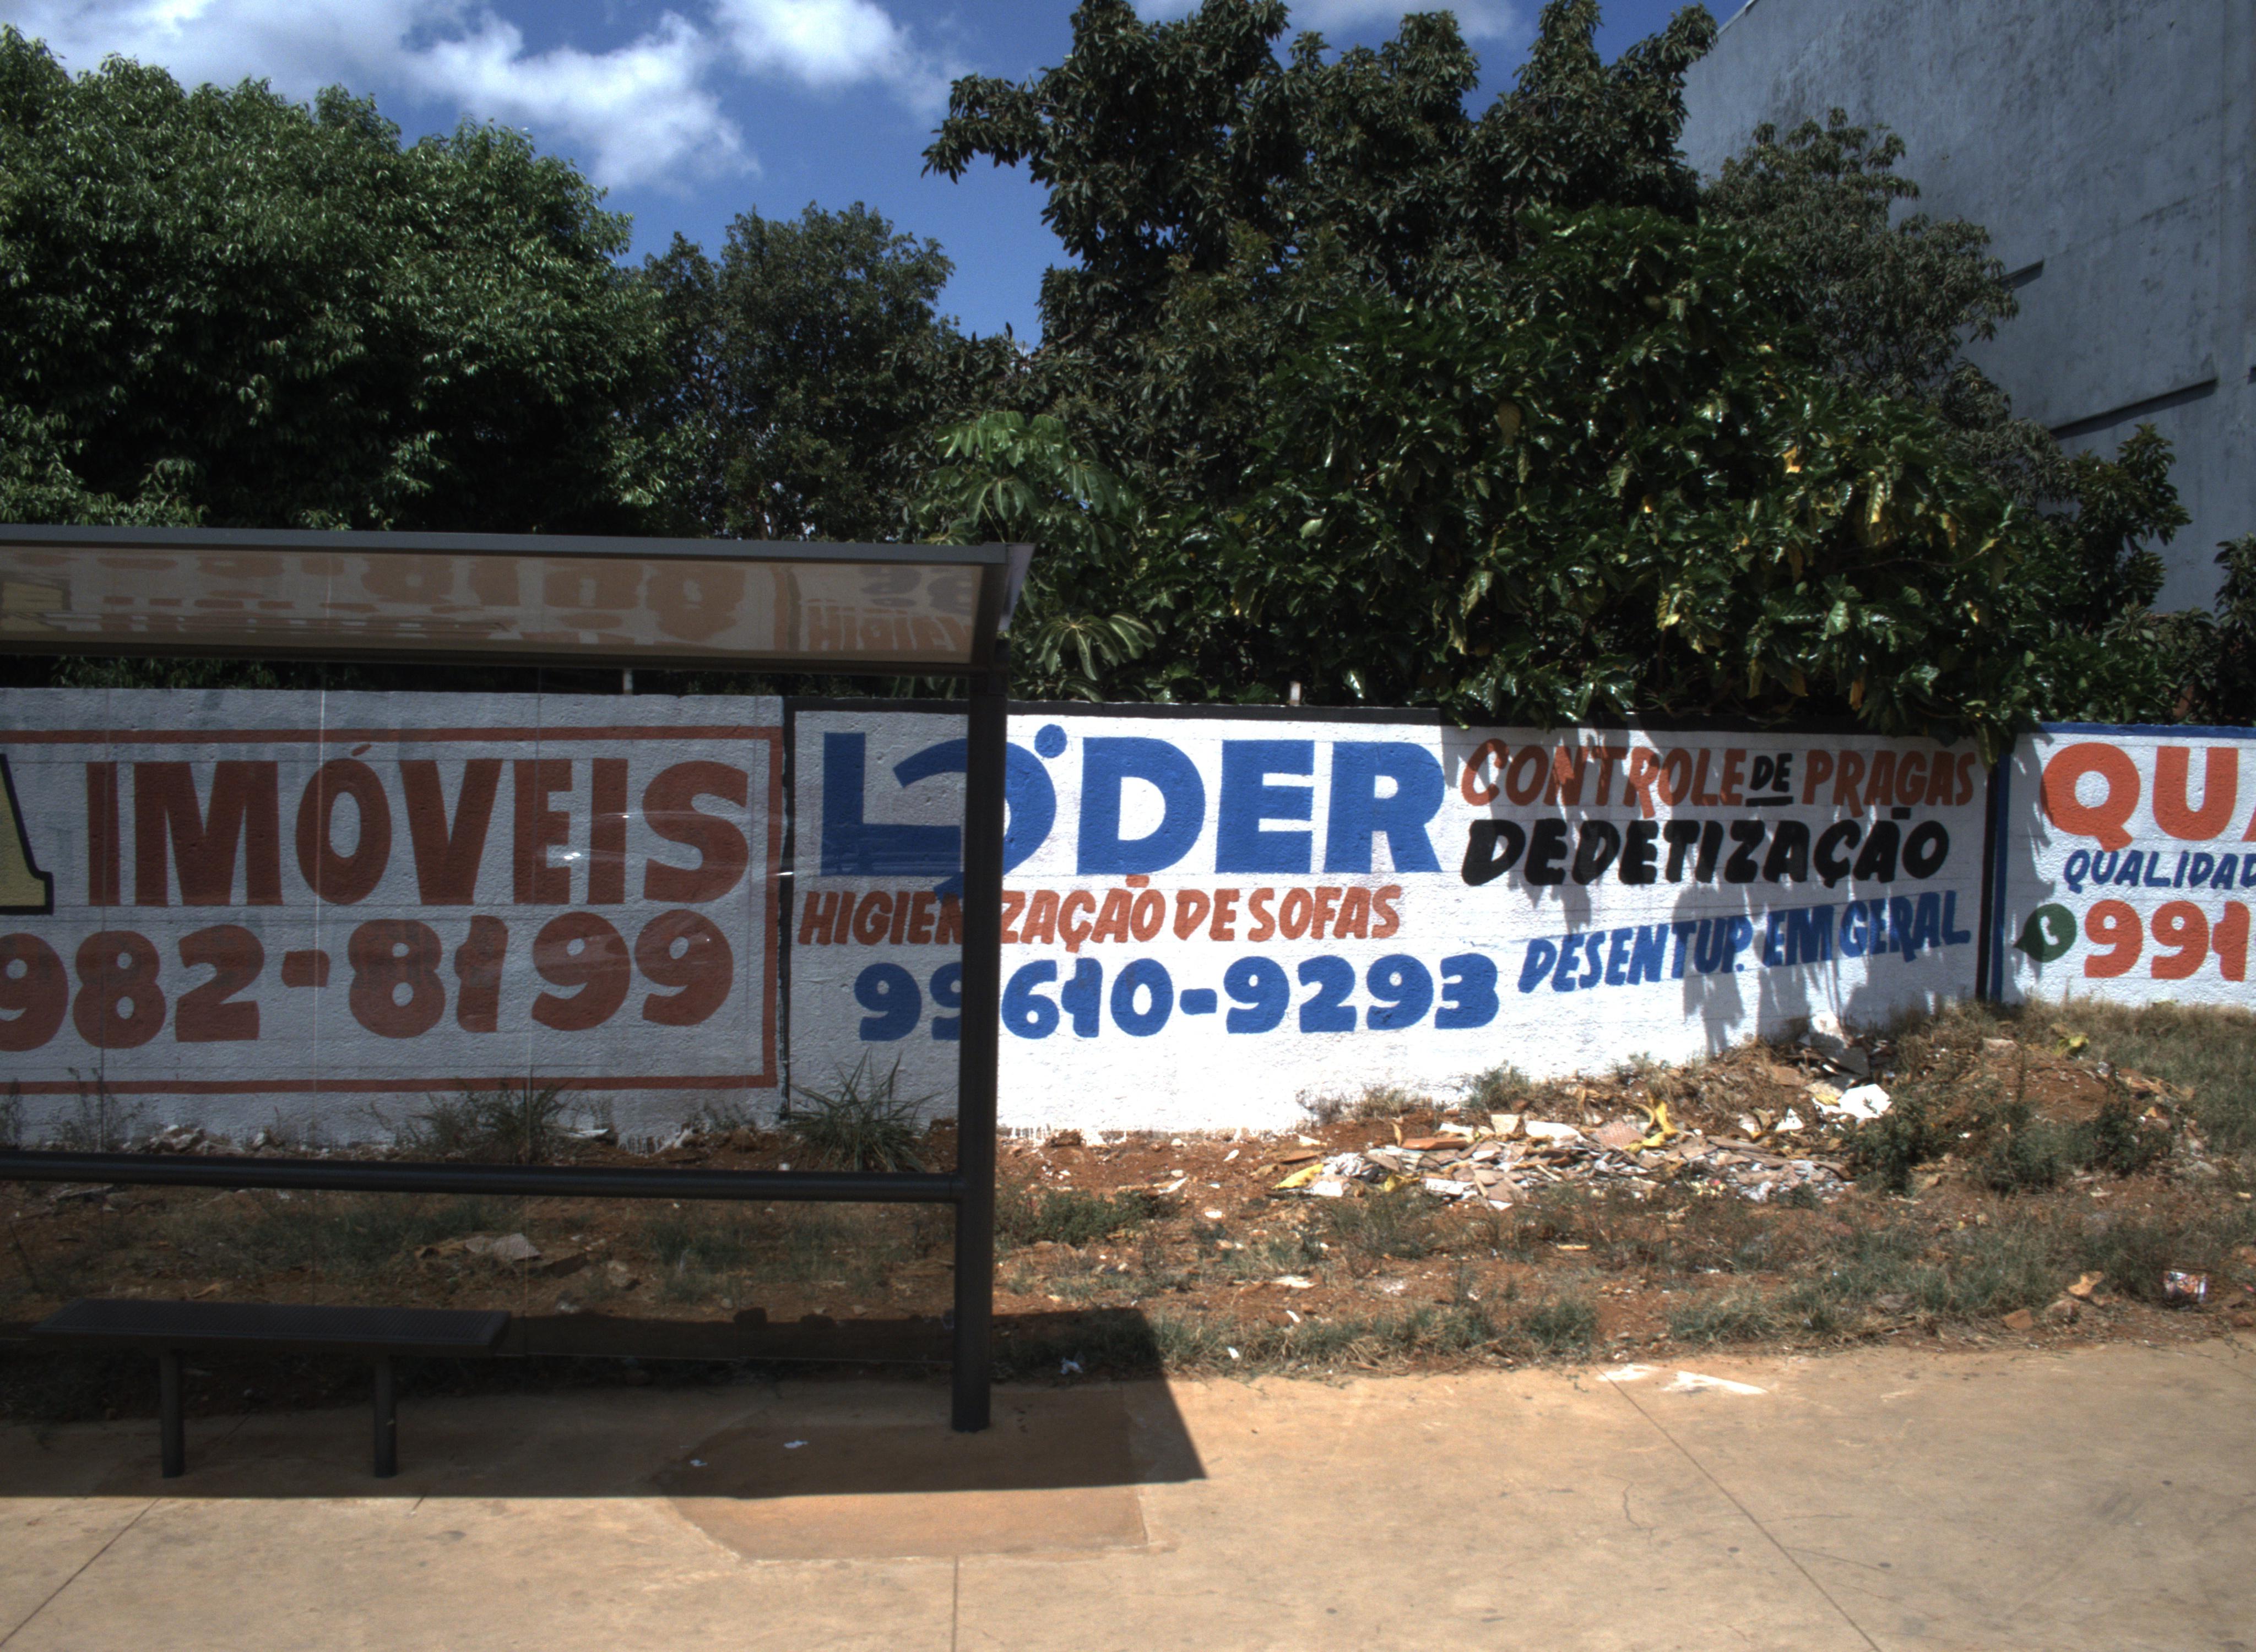 IMÓVEIS
982-8199
LÍDER
HIGIENIZAÇÃO DE SOFAS
99610-9293
CONTROLE DE PRAGAS
DEDETIZAÇÃO
DESENTUP. EM GERAL
QUA
QUALIDAD
991